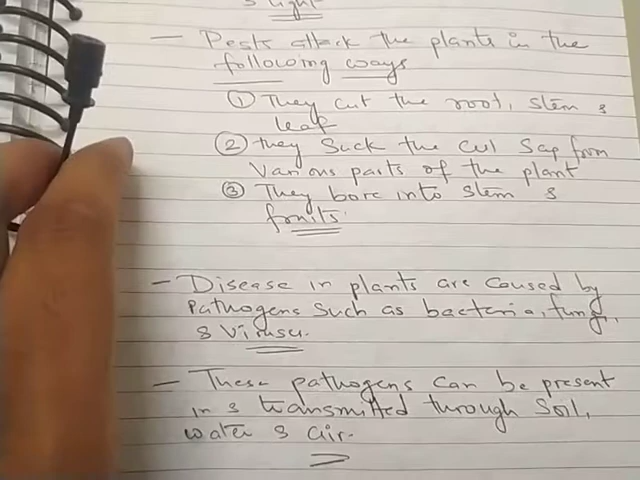 & light
- Pests attack the plants in the
following ways
① They cut the root, stem &
leaf
② They suck the cell sap from
various parts of the plant
③ They bore into stem &
fruits.
- Disease in plants are caused by
pathogens such as bacteria, fungi,
& viruses.
- These pathogens can be present
in & transmitted through soil,
water & air.